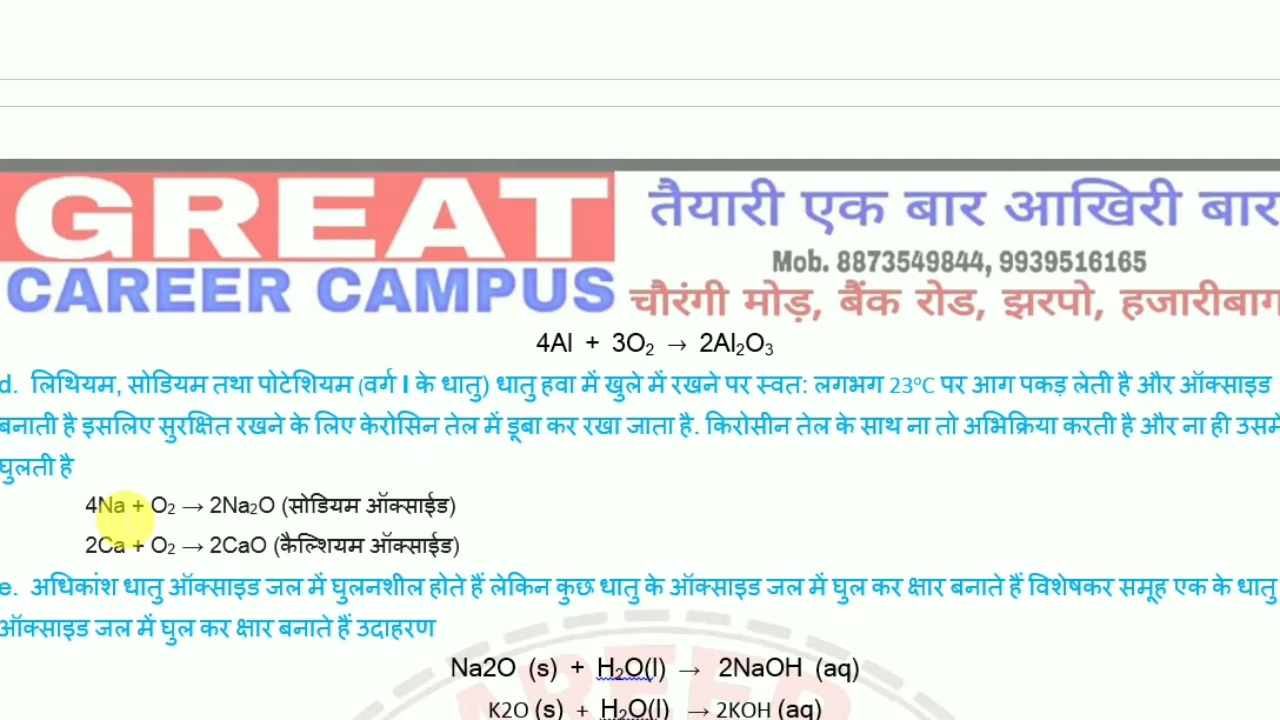 GREAT
CAREER CAMPUS
तैयारी एक बार आखिरी बार
Mob. 8873549844, 9939516165
चौरंगी मोड़, बैंक रोड, झरपो, हजारीबाग
4Al + 3O₂ → 2Al₂O₃
d. लिथियम, सोडियम तथा पोटेशियम (वर्ग I के धातु) धातु हवा में खुले में रखने पर स्वत: लगभग 23ºC पर आग पकड़ लेती है और ऑक्साइड
बनाती है इसलिए सुरक्षित रखने के लिए केरोसिन तेल में डूबा कर रखा जाता है. किरोसीन तेल के साथ ना तो अभिक्रिया करती है और ना ही उसमे
घुलती है
4Na + O₂ → 2Na₂O (सोडियम ऑक्साईड)
2Ca + O₂ → 2CaO (कैल्शियम ऑक्साईड)
e. अधिकांश धातु ऑक्साइड जल में घुलनशील होते हैं लेकिन कुछ धातु के ऑक्साइड जल में घुल कर क्षार बनाते हैं विशेषकर समूह एक के धातु
ऑक्साइड जल में घुल कर क्षार बनाते हैं उदाहरण
Na2O (s) + H₂O(l) → 2NaOH (aq)
K2O (s) + H₂O(l) → 2KOH (aq)